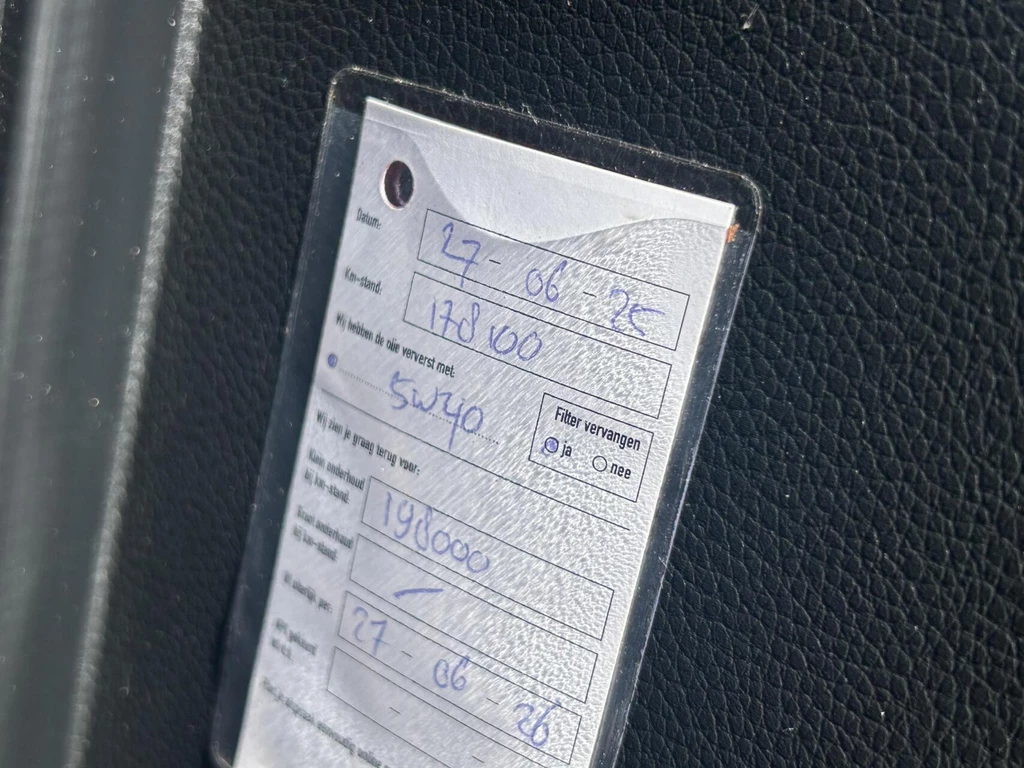 Datum: 27 - 06 - 25
Km-stand: 178100
Wij hebben de olie ververst met:
5W40
Filter vervangen
ja nee
Wij zien je graag terug voor:
Klein onderhoud
bij km-stand: 198000
Groot onderhoud
bij km-stand: —
Of uiterlijk per: 27 - 06 - 26
APK gekeurd
- -